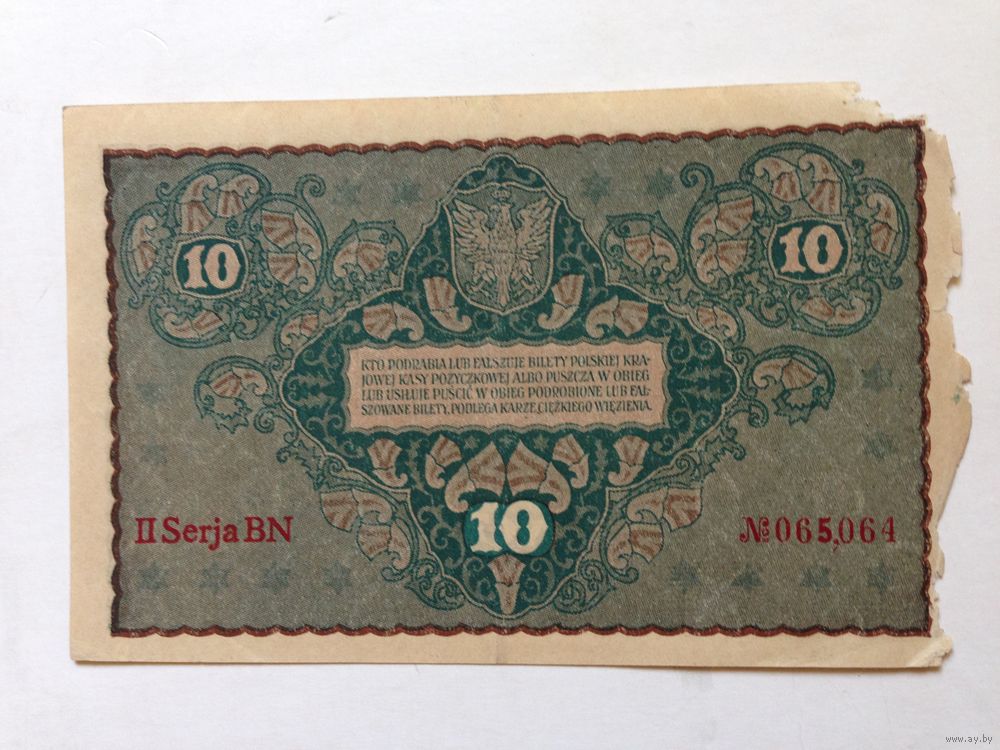 10
10
KTO PODRABIA LUB FAŁSZUJE BILETY POLSKIEJ KRA-
JOWEJ KASY POŻYCZKOWEJ ALBO PUSZCZA W OBIEG
LUB USIŁUJE PUŚCIĆ W OBIEG PODROBIONE LUB FAŁ-
SZOWANE BILETY, PODLEGA KARZE CIĘŻKIEGO WIĘZIENIA.
II Serja BN
10
№ 065,064
www.ay.by